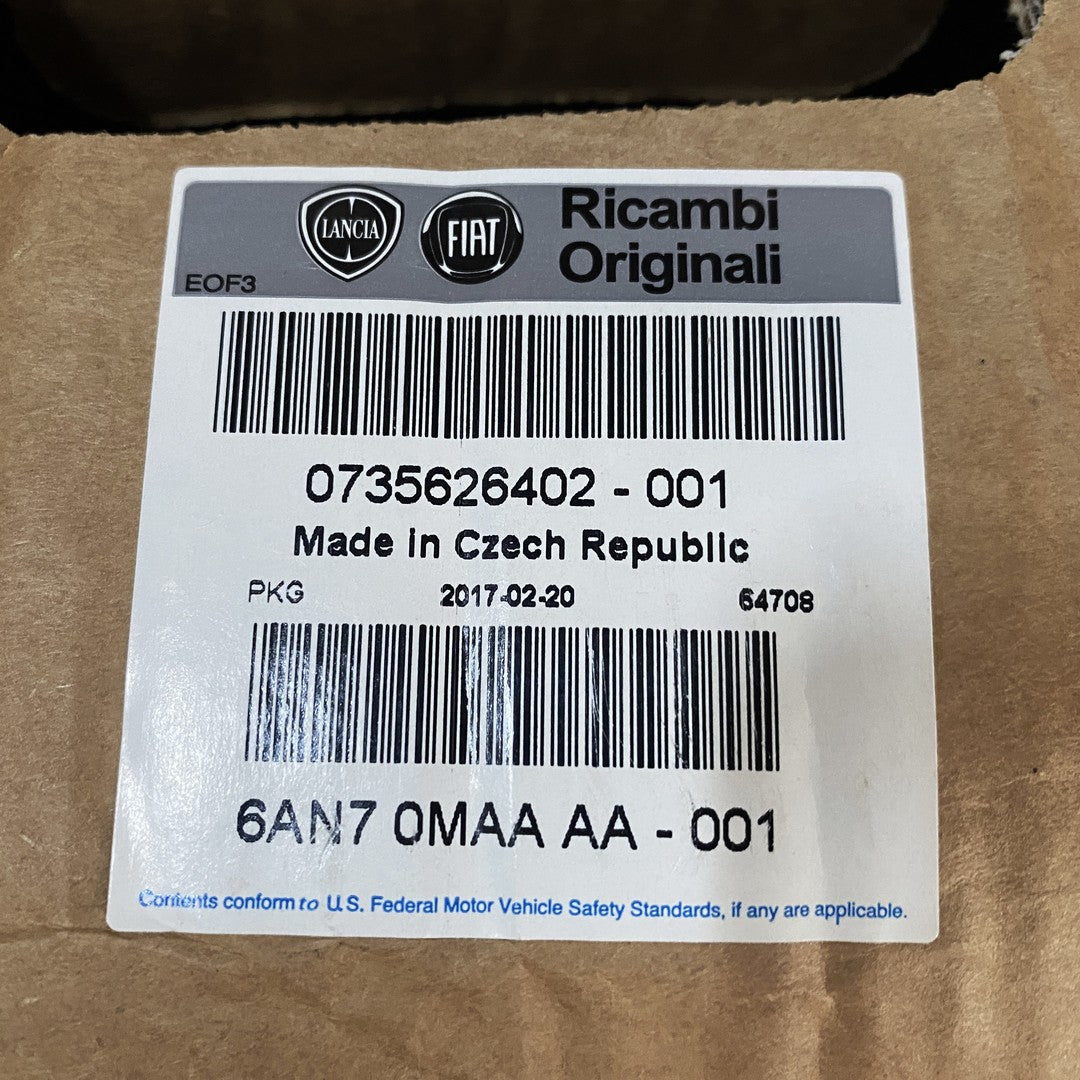 LANCIA
FIAT
Ricambi
Originali
EOF3
0735626402 - 001
Made in Czech Republic
PKG 2017-02-20 64708
6AN7 0MAA AA - 001
Contents conform to U.S. Federal Motor Vehicle Safety Standards, if any are applicable.